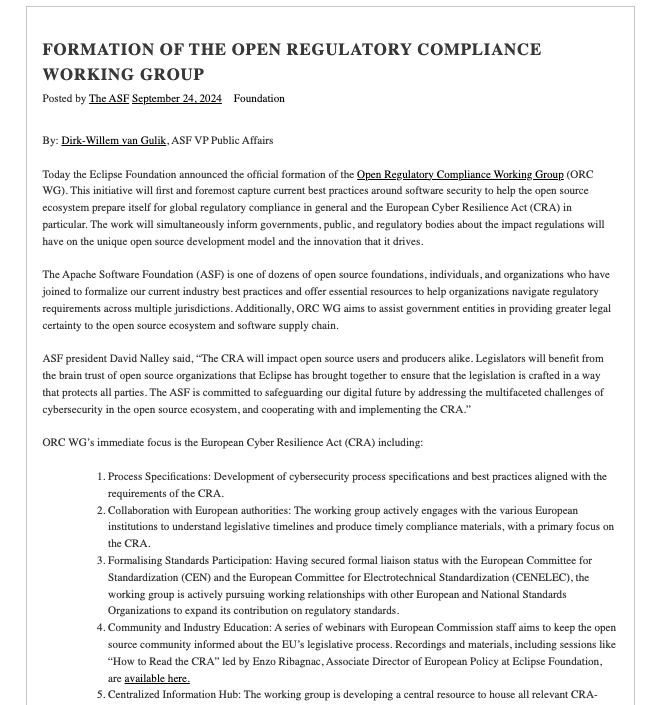 FORMATION OF THE OPEN REGULATORY COMPLIANCE
WORKING GROUP
Posted by The ASF September 24, 2024 Foundation
By: Dirk-Willem van Gulik, ASF VP Public Affairs
Today the Eclipse Foundation announced the official formation of the Open Regulatory Compliance Working Group (ORC
WG). This initiative will first and foremost capture current best practices around software security to help the open source
ecosystem prepare itself for global regulatory compliance in general and the European Cyber Resilience Act (CRA) in
particular. The work will simultaneously inform governments, public, and regulatory bodies about the impact regulations will
have on the unique open source development model and the innovation that it drives.
The Apache Software Foundation (ASF) is one of dozens of open source foundations, individuals, and organizations who have
joined to formalize our current industry best practices and offer essential resources to help organizations navigate regulatory
requirements across multiple jurisdictions. Additionally, ORC WG aims to assist government entities in providing greater legal
certainty to the open source ecosystem and software supply chain.
ASF president David Nalley said, “The CRA will impact open source users and producers alike. Legislators will benefit from
the brain trust of open source organizations that Eclipse has brought together to ensure that the legislation is crafted in a way
that protects all parties. The ASF is committed to safeguarding our digital future by addressing the multifaceted challenges of
cybersecurity in the open source ecosystem, and cooperating with and implementing the CRA.”
ORC WG’s immediate focus is the European Cyber Resilience Act (CRA) including:
1. Process Specifications: Development of cybersecurity process specifications and best practices aligned with the
requirements of the CRA.
2. Collaboration with European authorities: The working group actively engages with the various European
institutions to understand legislative timelines and produce timely compliance materials, with a primary focus on
the CRA.
3. Formalising Standards Participation: Having secured formal liaison status with the European Committee for
Standardization (CEN) and the European Committee for Electrotechnical Standardization (CENELEC), the
working group is actively pursuing working relationships with other European and National Standards
Organizations to expand its contribution on regulatory standards.
4. Community and Industry Education: A series of webinars with European Commission staff aims to keep the open
source community informed about the EU’s legislative process. Recordings and materials, including sessions like
“How to Read the CRA” led by Enzo Ribagnac, Associate Director of European Policy at Eclipse Foundation,
are available here.
5. Centralized Information Hub: The working group is developing a central resource to house all relevant CRA-